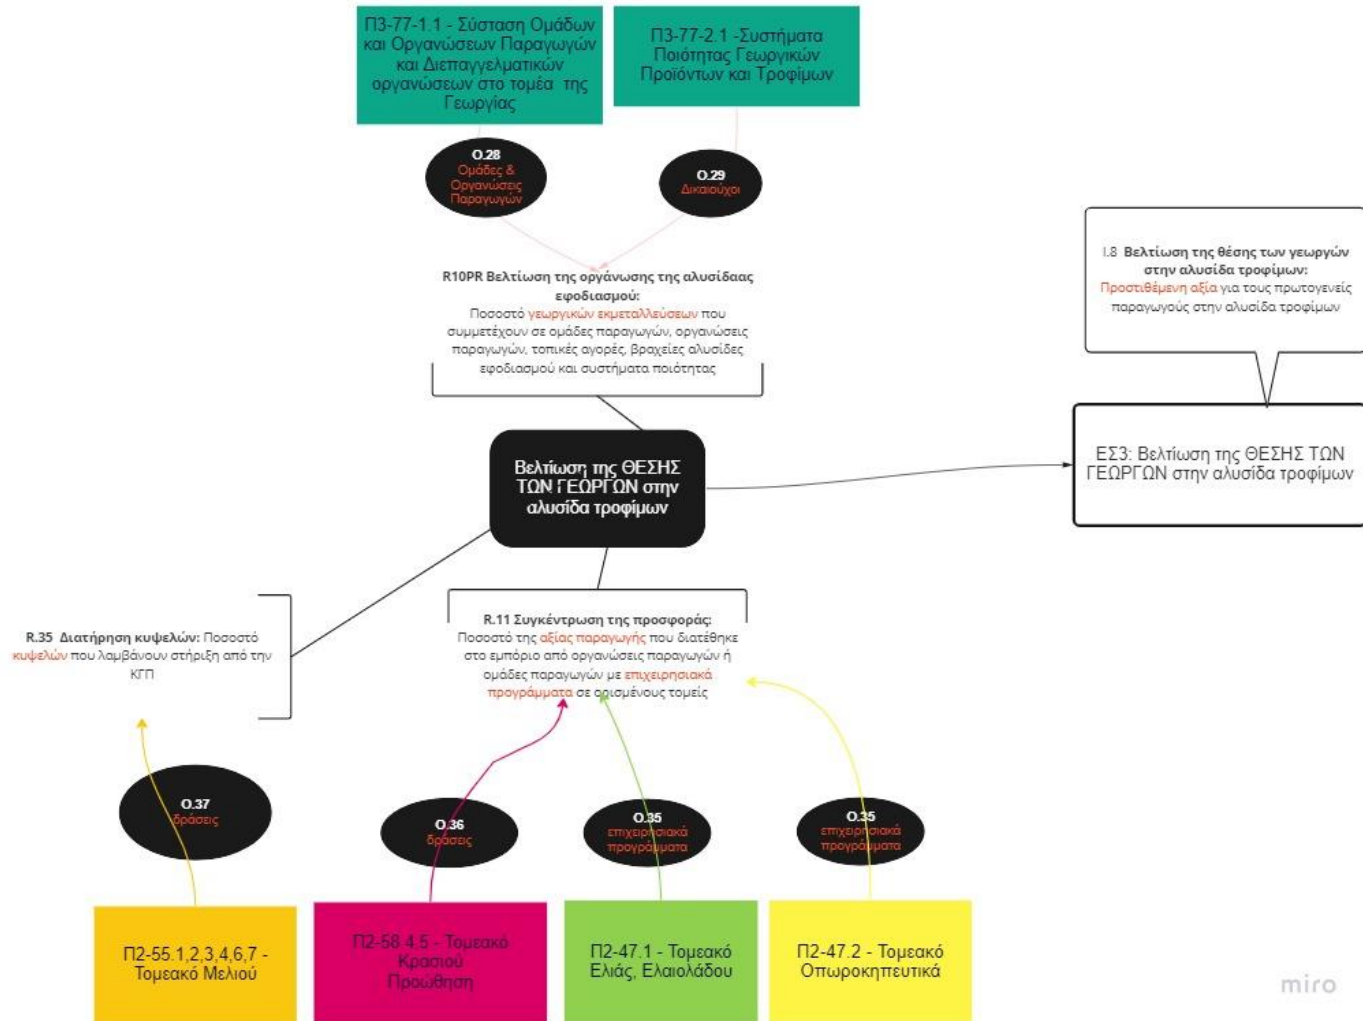 Π3-77-1.1 - Σύσταση Ομάδων
και Οργανώσεων Παραγωγών
και Διεπαγγελματικών
οργανώσεων στο τομέα της
Γεωργίας
Π3-77-2.1 -Συστήματα
Ποιότητας Γεωργικών
Προϊόντων και Τροφίμων
O.28
Ομάδες &
Οργανώσεις
Παραγωγών
O.29
Δικαιούχοι
R10PR Βελτίωση της οργάνωσης της αλυσίδαας
εφοδιασμού:
Ποσοστό γεωργικών εκμεταλλεύσεων που
συμμετέχουν σε ομάδες παραγωγών, οργανώσεις
παραγωγών, τοπικές αγορές, βραχείες αλυσίδες
εφοδιασμού και συστήματα ποιότητας
I.8 Βελτίωση της θέσης των γεωργών
στην αλυσίδα τροφίμων:
Προστιθέμενη αξία για τους πρωτογενείς
παραγωγούς στην αλυσίδα τροφίμων
Βελτίωση της ΘΕΣΗΣ
ΤΩΝ ΓΕΩΡΓΩΝ στην
αλυσίδα τροφίμων
ΕΣ3: Βελτίωση της ΘΕΣΗΣ ΤΩΝ
ΓΕΩΡΓΩΝ στην αλυσίδα τροφίμων
R.35 Διατήρηση κυψελών: Ποσοστό
κυψελών που λαμβάνουν στήριξη από την
ΚΓΠ
R.11 Συγκέντρωση της προσφοράς:
Ποσοστό της αξίας παραγωγής που διατέθηκε
στο εμπόριο από οργανώσεις παραγωγών ή
ομάδες παραγωγών με επιχειρησιακά
προγράμματα σε ορισμένους τομείς
O.37
δράσεις
O.36
δράσεις
O.35
επιχειρησιακά
προγράμματα
O.35
επιχειρησιακά
προγράμματα
Π2-55.1,2,3,4,6,7 -
Τομεακό Μελιού
Π2-58.4,5 - Τομεακό
Κρασιού
Προώθηση
Π2-47.1 - Τομεακό
Ελιάς, Ελαιολάδου
Π2-47.2 - Τομεακό
Οπωροκηπευτικά
miro